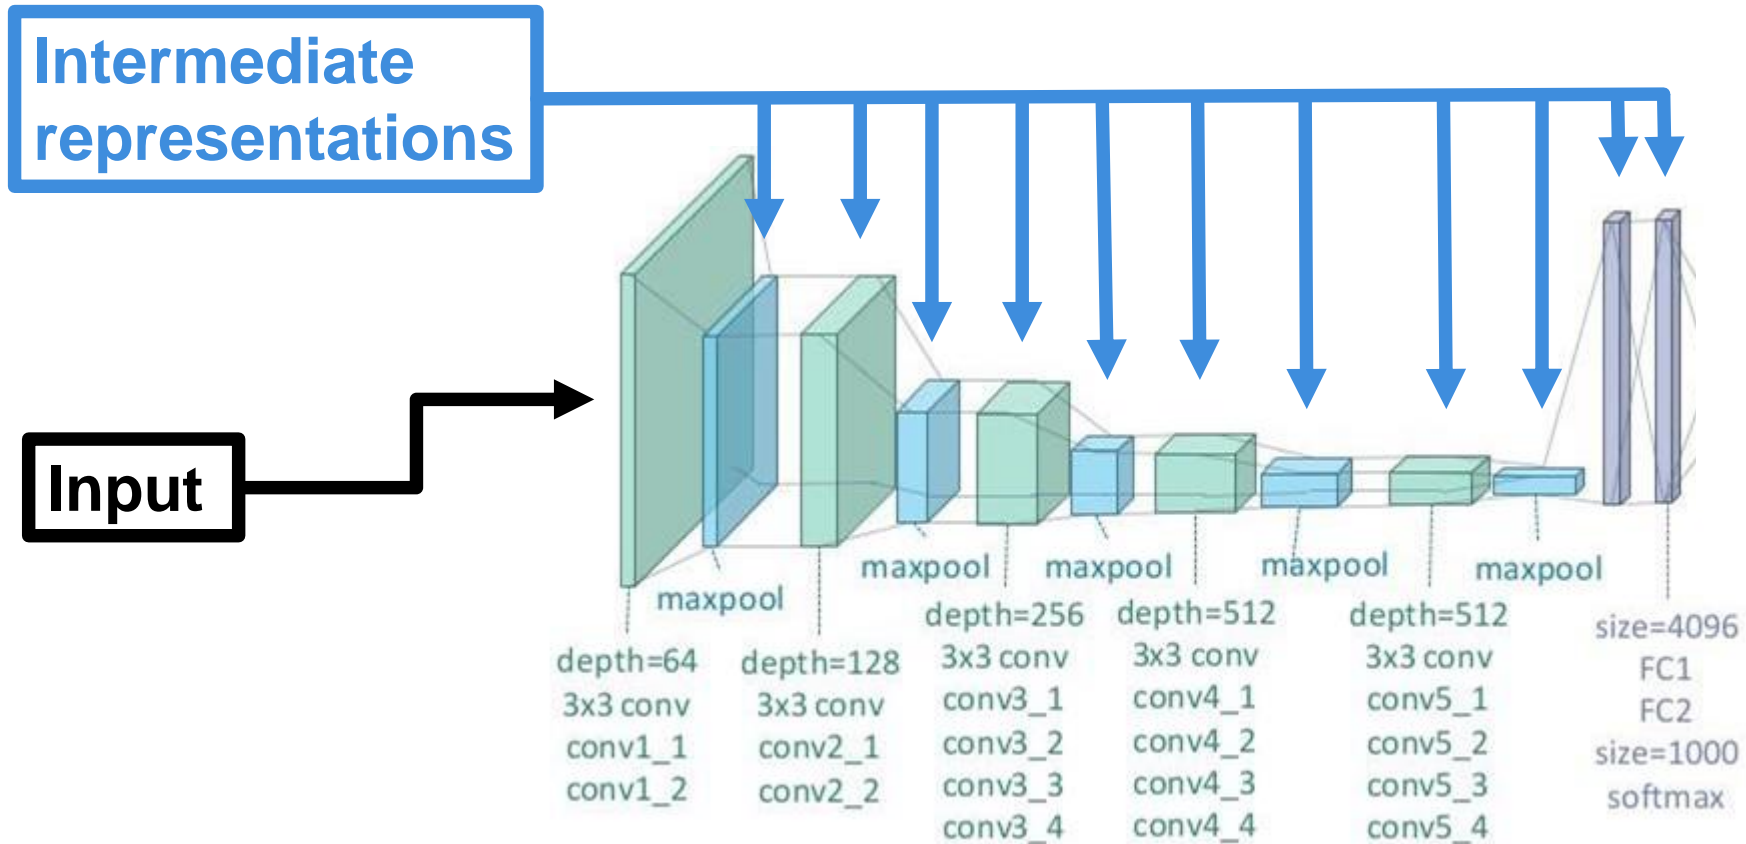 Intermediate
representations
Input
maxpool
maxpool
maxpool
maxpool
maxpool
depth=64
3x3 conv
conv1_1
conv1_2
depth=128
3x3 conv
conv2_1
conv2_2
depth=256
3x3 conv
conv3_1
conv3_2
conv3_3
conv3_4
depth=512
3x3 conv
conv4_1
conv4_2
conv4_3
conv4_4
depth=512
3x3 conv
conv5_1
conv5_2
conv5_3
conv5_4
size=4096
FC1
FC2
size=1000
softmax